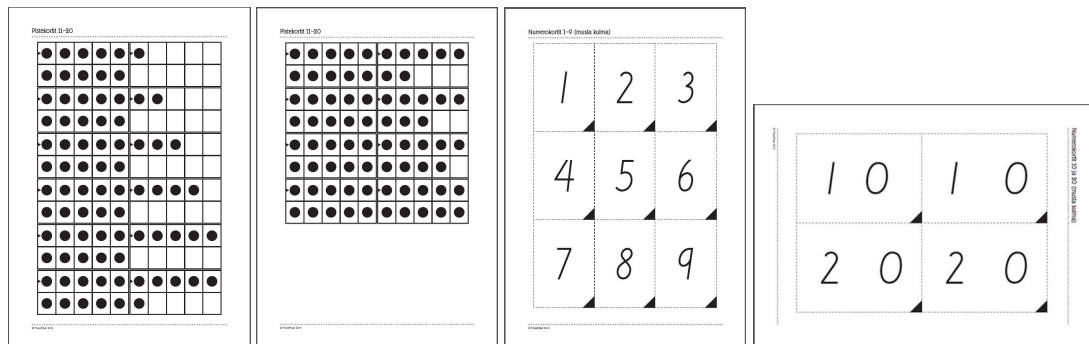 Pistekortit 11–20
Pistekortit 11–20
Numerokortit 1–9 (musta kulma)
1 2 3
4 5 6
7 8 9
Numerokortit 10 ja 20 (musta kulma)
1 0 1 0
2 0 2 0